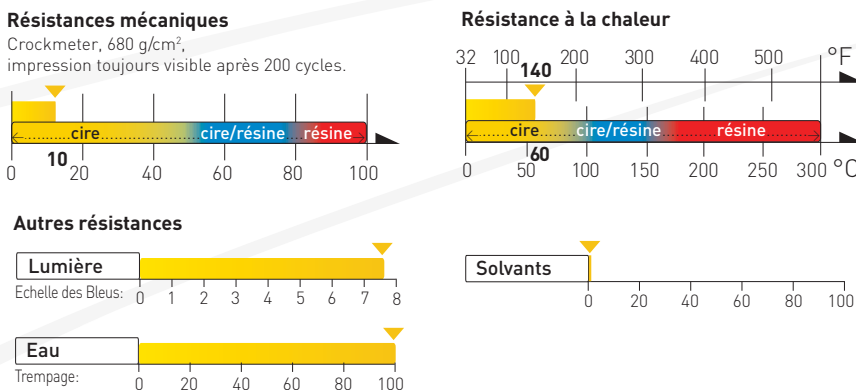 Résistances mécaniques
Crockmeter, 680 g/cm²,
impression toujours visible après 200 cycles.
cire cire/résine résine
10
0 20 40 60 80 100
Résistance à la chaleur
32 100 200 300 400 500 °F
140
cire cire/résine résine
60
0 50 100 150 200 250 300 °C
Autres résistances
Lumière
Echelle des Bleus: 0 1 2 3 4 5 6 7 8
Solvants
0 20 40 60 80 100
Eau
Trempage: 0 20 40 60 80 100